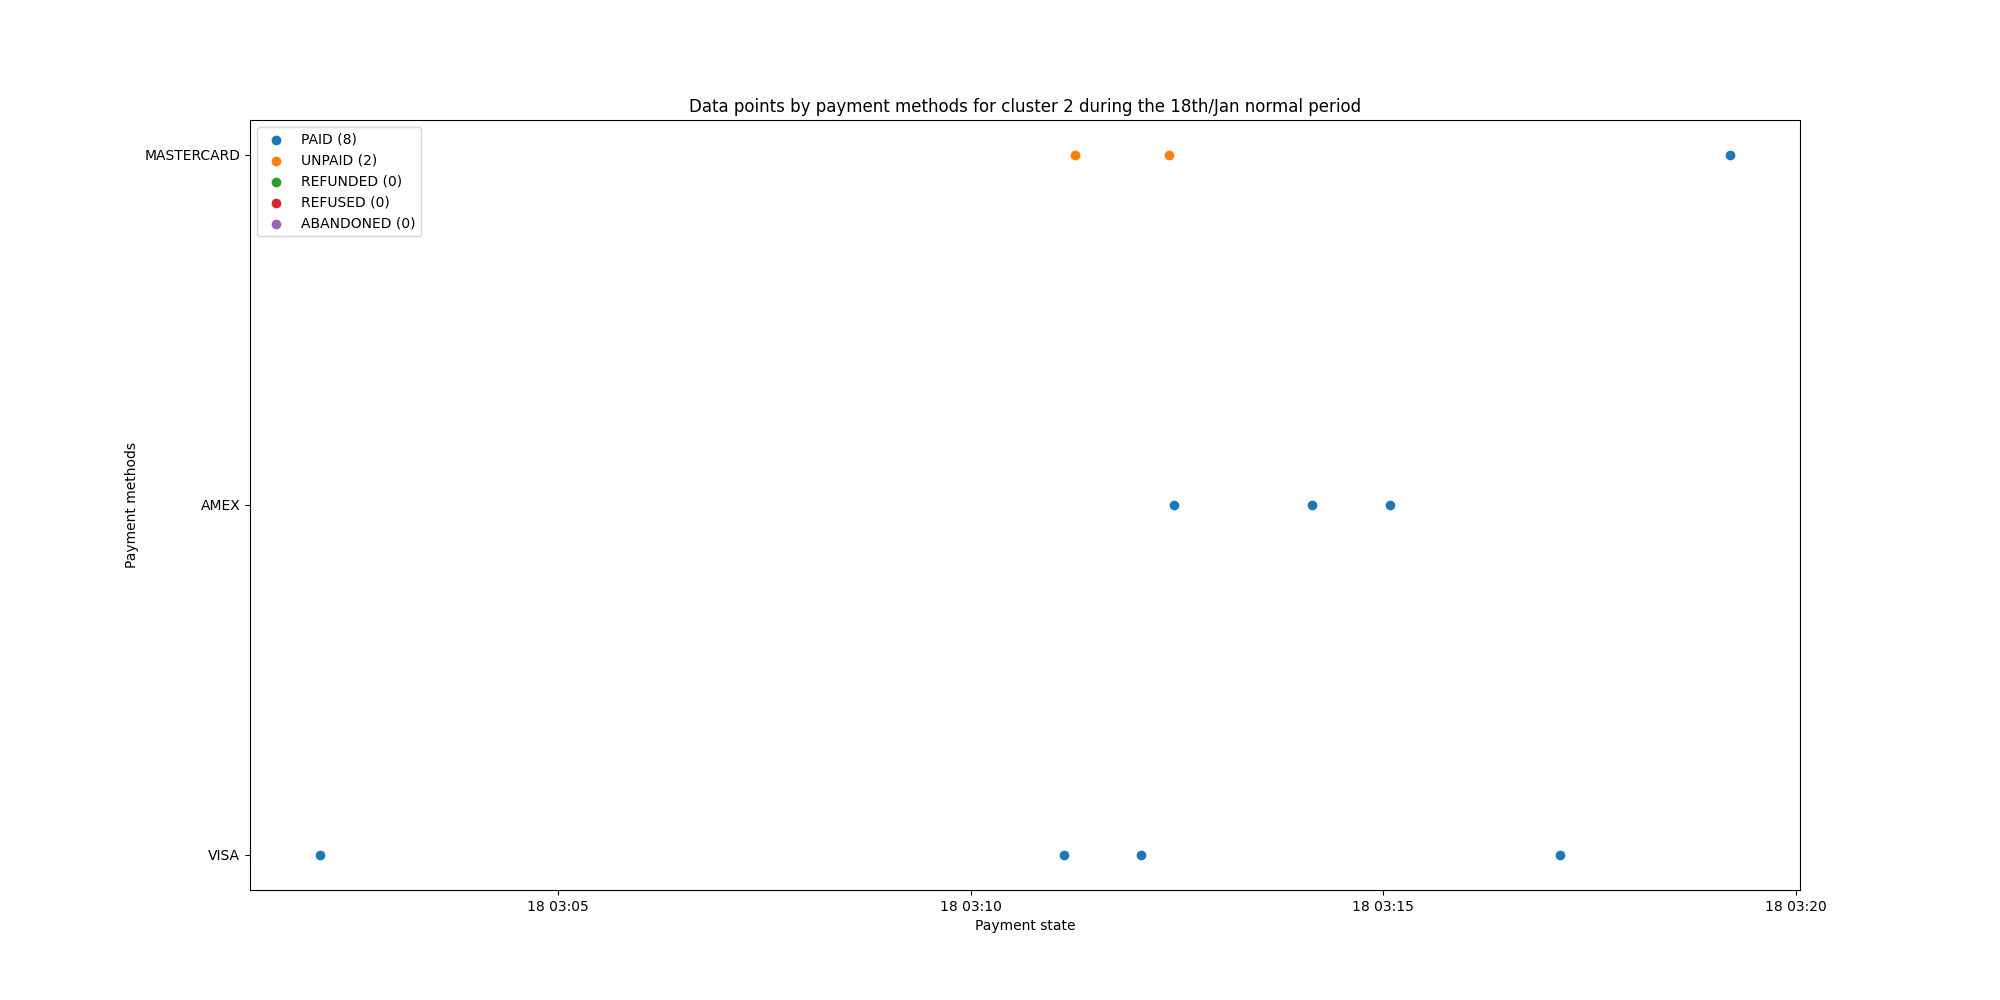 Data points by payment methods for cluster 2 during the 18th/Jan normal period
PAID (8)
UNPAID (2)
REFUNDED (0)
REFUSED (0)
ABANDONED (0)
MASTERCARD
AMEX
VISA
Payment methods
18 03:05
18 03:10
18 03:15
18 03:20
Payment state